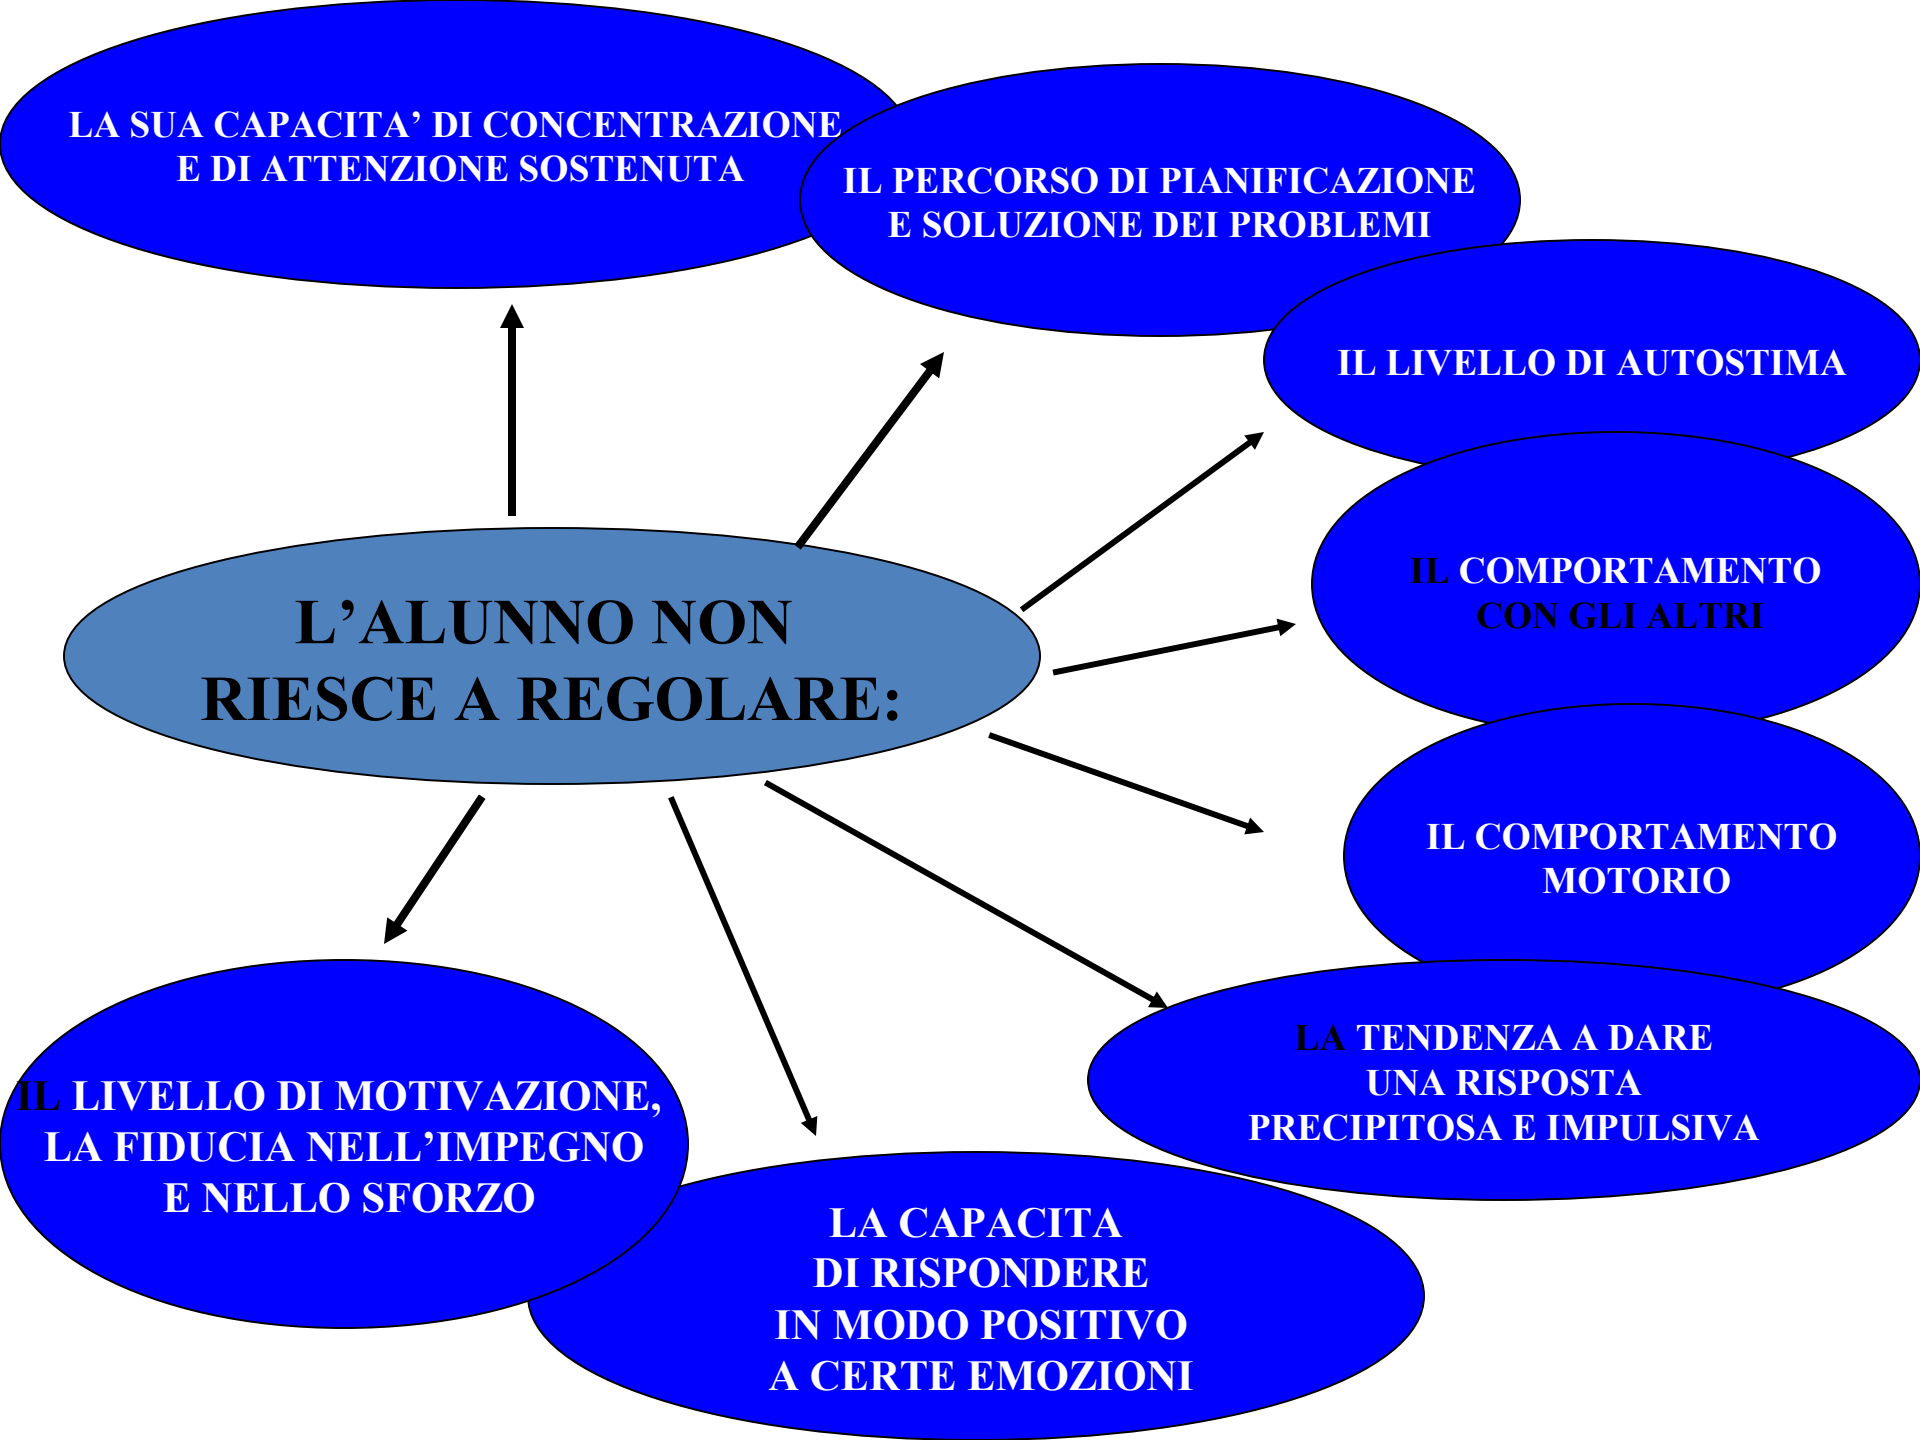 LA SUA CAPACITA’ DI CONCENTRAZIONE
E DI ATTENZIONE SOSTENUTA
IL PERCORSO DI PIANIFICAZIONE
E SOLUZIONE DEI PROBLEMI
IL LIVELLO DI AUTOSTIMA
IL COMPORTAMENTO
CON GLI ALTRI
L’ALUNNO NON
RIESCE A REGOLARE:
IL COMPORTAMENTO
MOTORIO
LA TENDENZA A DARE
UNA RISPOSTA
PRECIPITOSA E IMPULSIVA
IL LIVELLO DI MOTIVAZIONE,
LA FIDUCIA NELL’IMPEGNO
E NELLO SFORZO
LA CAPACITA
DI RISPONDERE
IN MODO POSITIVO
A CERTE EMOZIONI